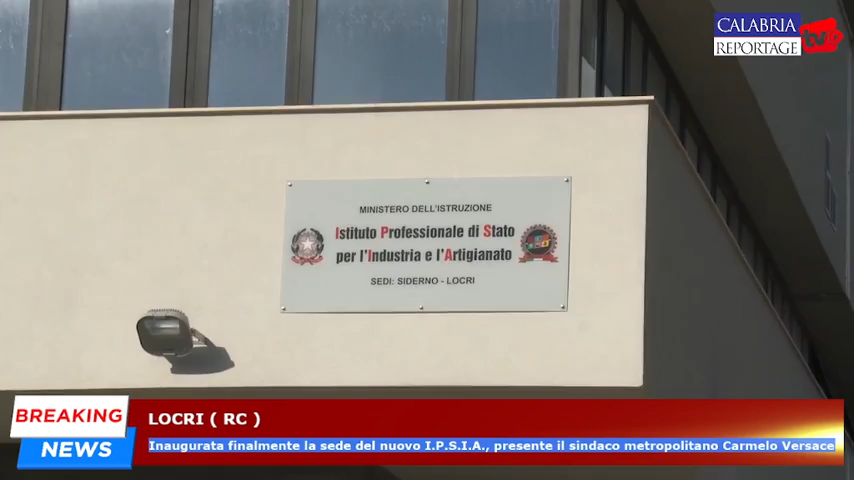 CALABRIA
REPORTAGE tv
MINISTERO DELL'ISTRUZIONE
Istituto Professionale di Stato
per l'Industria e l'Artigianato
SEDI: SIDERNO - LOCRI
BREAKING
NEWS
LOCRI ( RC )
Inaugurata finalmente la sede del nuovo I.P.S.I.A., presente il sindaco metropolitano Carmelo Versace